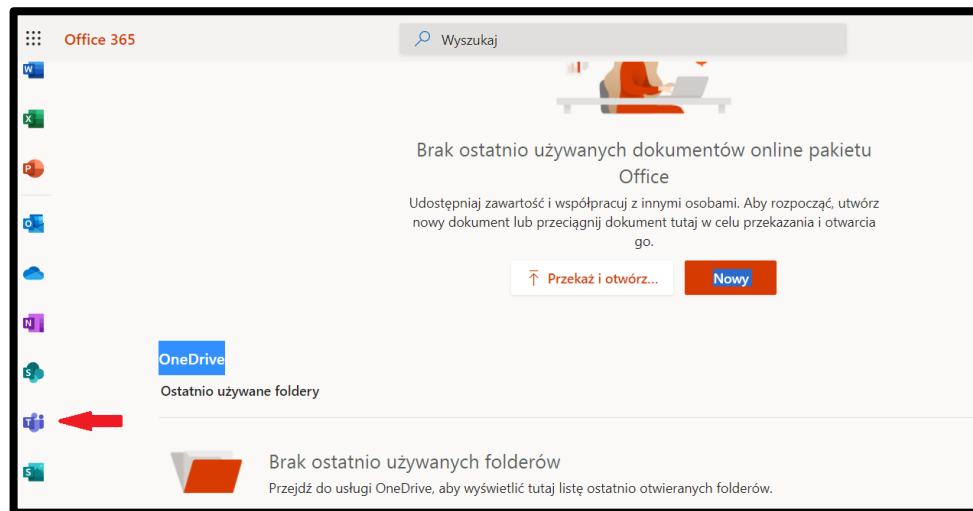 Office 365
Wyszukaj
W
X
P
Brak ostatnio używanych dokumentów online pakietu
Office
Udostępniaj zawartość i współpracuj z innymi osobami. Aby rozpocząć, utwórz
nowy dokument lub przeciągnij dokument tutaj w celu przekazania i otwarcia
go.
O
Przekaż i otwórz...
Nowy
N
OneDrive
S
Ostatnio używane foldery
T
Brak ostatnio używanych folderów
S
Przejdź do usługi OneDrive, aby wyświetlić tutaj listę ostatnio otwieranych folderów.